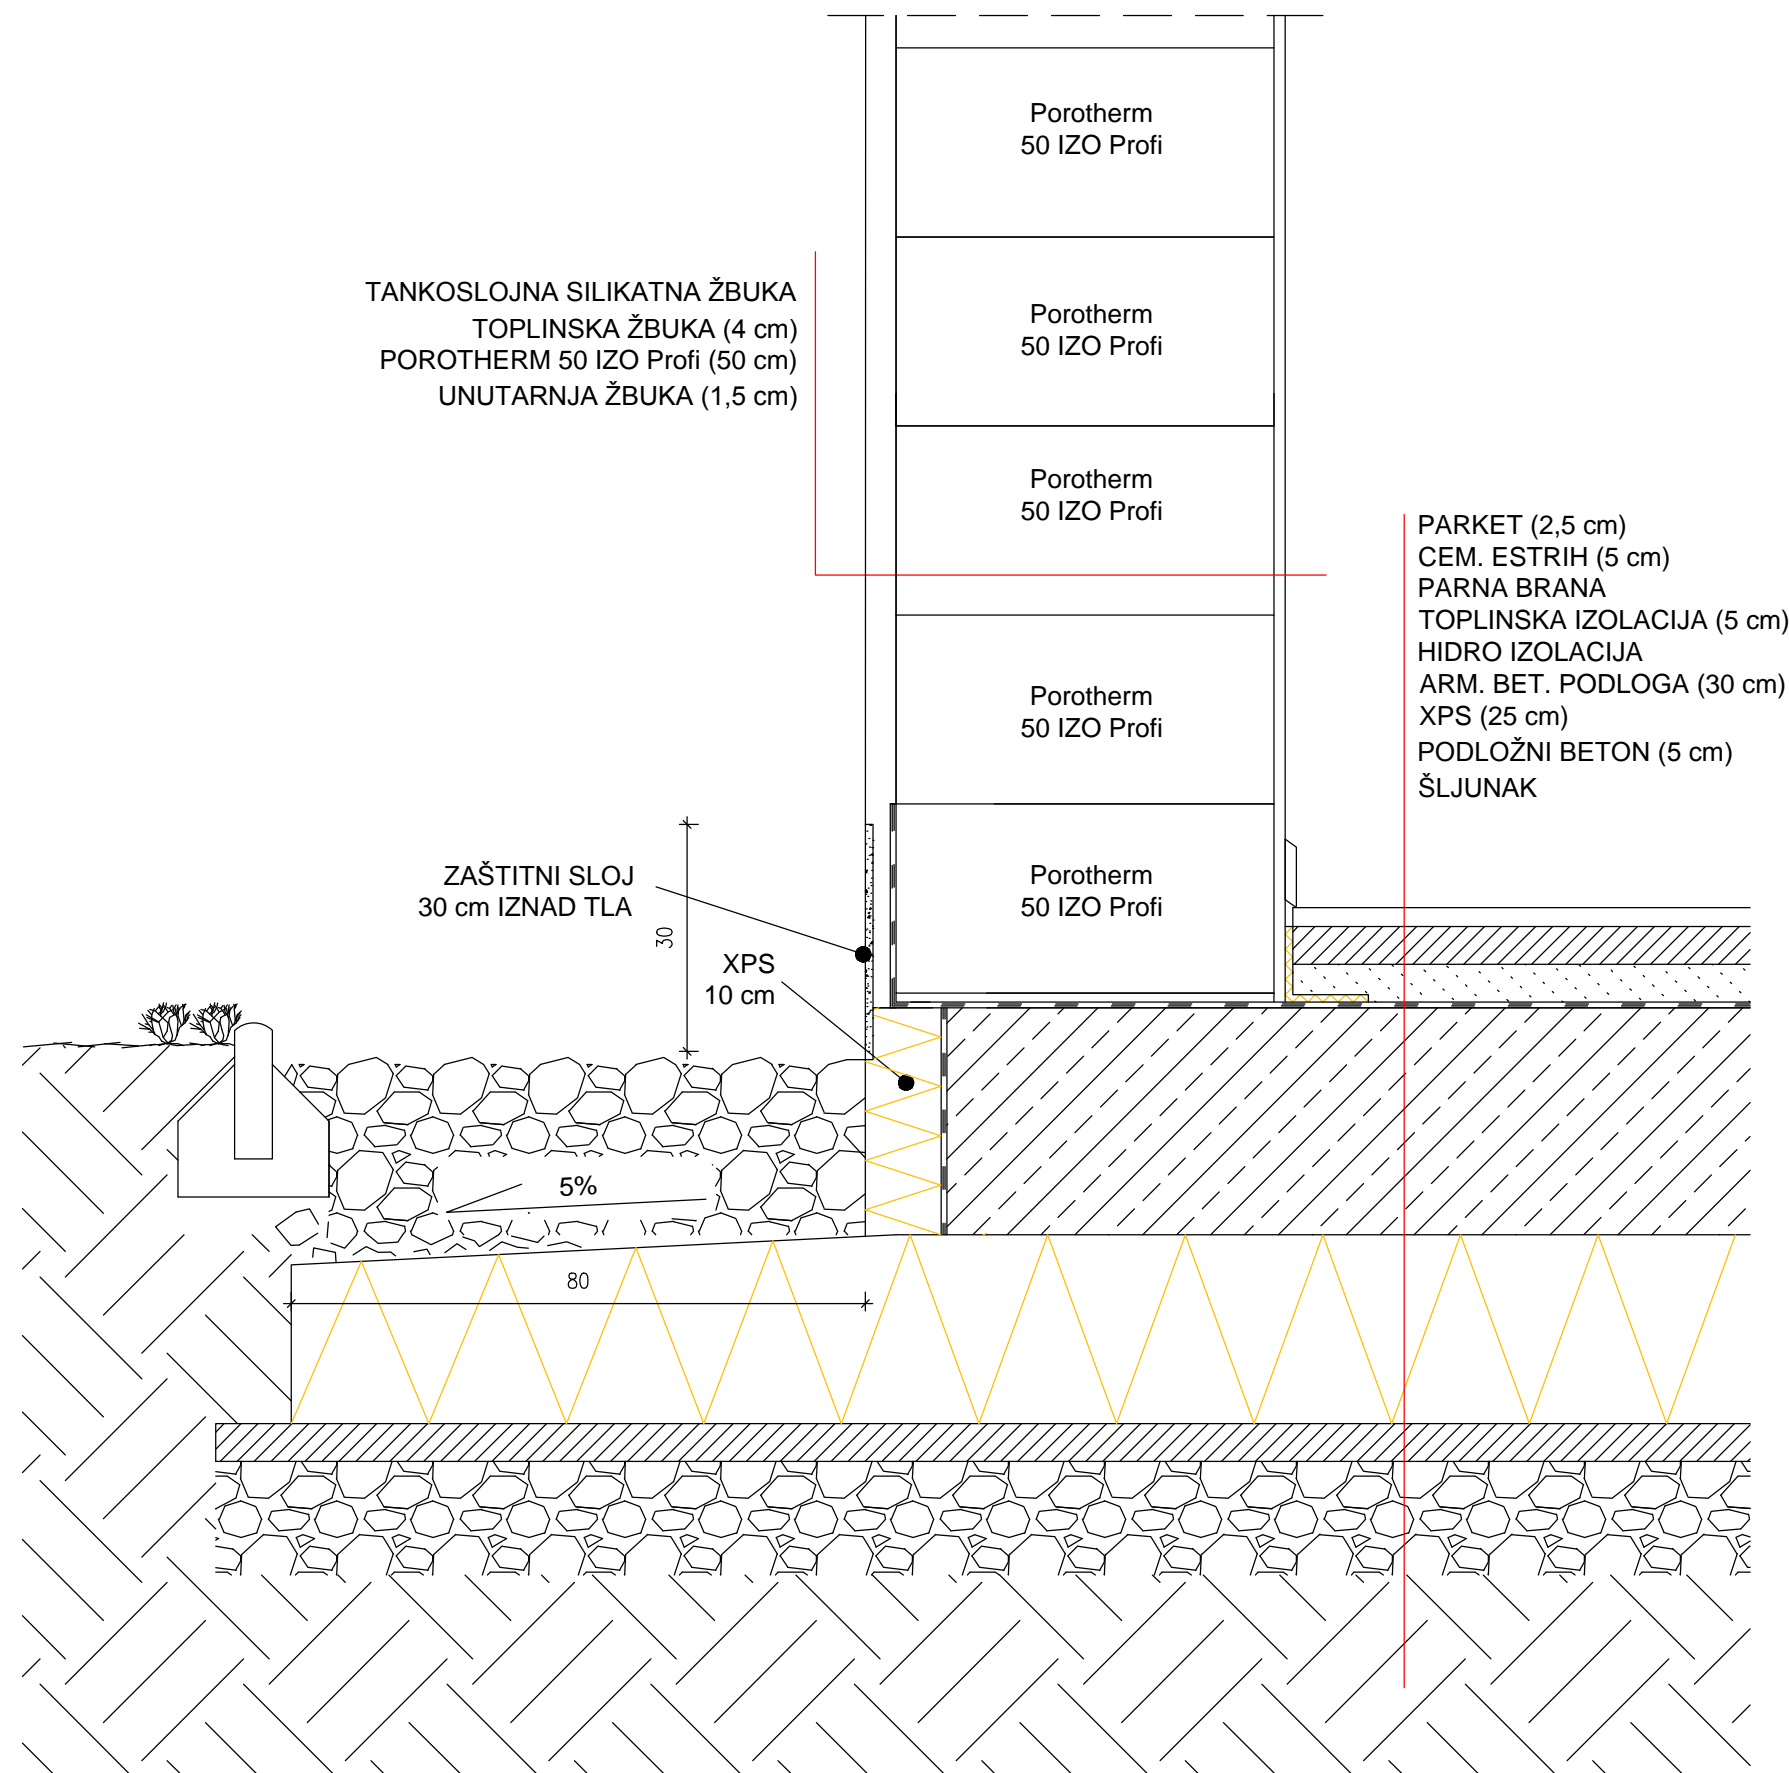 Porotherm
50 IZO Profi
Porotherm
50 IZO Profi
TANKOSLOJNA SILIKATNA ŽBUKA
TOPLINSKA ŽBUKA (4 cm)
POROTHERM 50 IZO Profi (50 cm)
UNUTARNJA ŽBUKA (1,5 cm)
Porotherm
50 IZO Profi
PARKET (2,5 cm)
CEM. ESTRIH (5 cm)
PARNA BRANA
TOPLINSKA IZOLACIJA (5 cm)
HIDRO IZOLACIJA
ARM. BET. PODLOGA (30 cm)
XPS (25 cm)
PODLOŽNI BETON (5 cm)
ŠLJUNAK
Porotherm
50 IZO Profi
Porotherm
50 IZO Profi
ZAŠTITNI SLOJ
30 cm IZNAD TLA
30
XPS
10 cm
5%
80